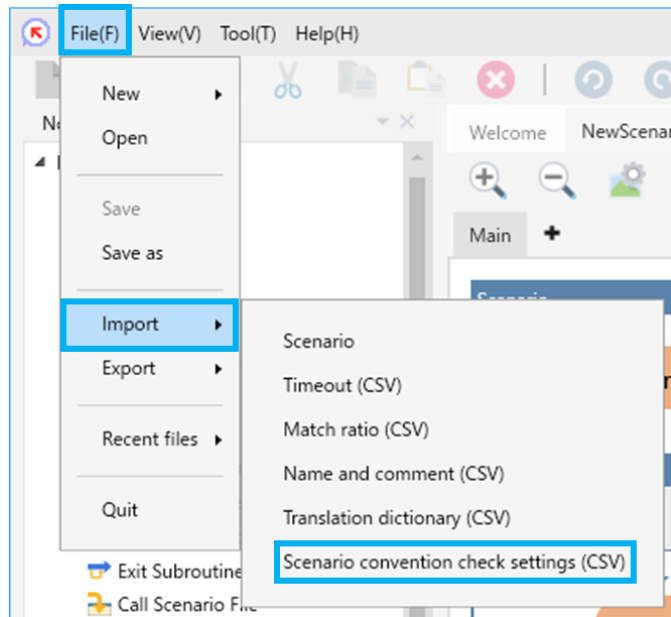 File(F) View(V) Tool(T) Help(H)
New
Open
Save
Save as
Import
Export
Recent files
Quit
Welcome
Main
Scenario
Scenario
Timeout (CSV)
Match ratio (CSV)
Name and comment (CSV)
Translation dictionary (CSV)
Scenario convention check settings (CSV)
Exit Subroutine
Call Scenario File